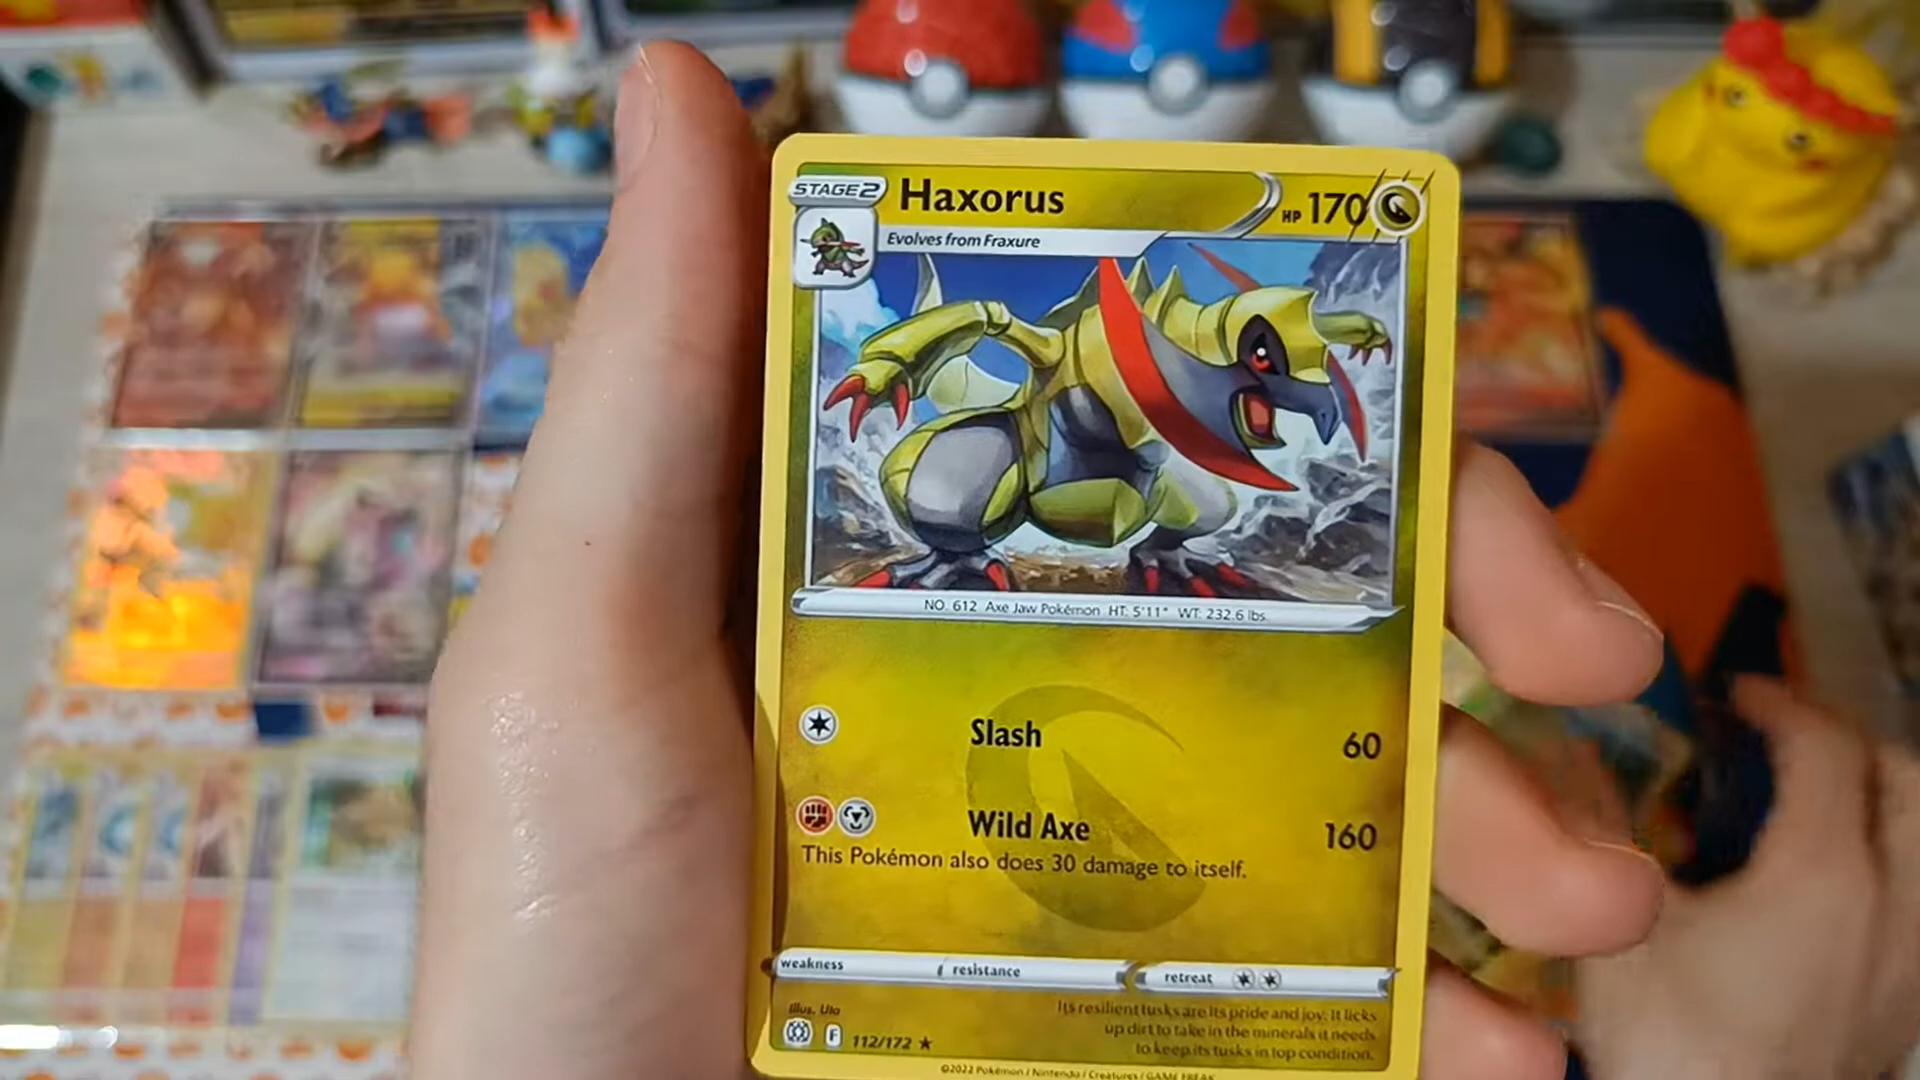 STAGE2 Haxorus HP 170
Evolves from Fraxure
NO. 612 Axe Jaw Pokémon HT: 5'11" WT: 232.6 lbs.
Slash 60
Wild Axe 160
This Pokémon also does 30 damage to itself.
weakness resistance retreat
Illus. Uta
Its resilient tusks are its pride and joy. It licks
up dirt to take in the minerals it needs
to keep its tusks in top condition.
F 112/172 ★
©2022 Pokémon / Nintendo / Creatures / GAME FREAK